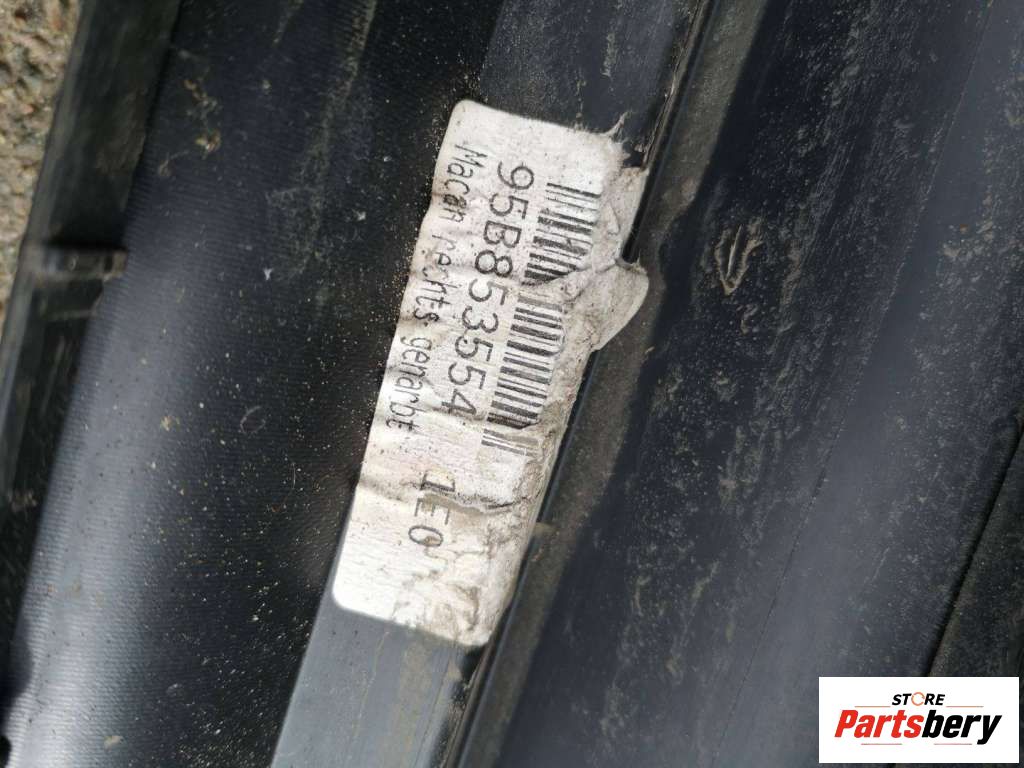 95B853554 1E0
Macan rechts genarbt
STORE
Partsbery